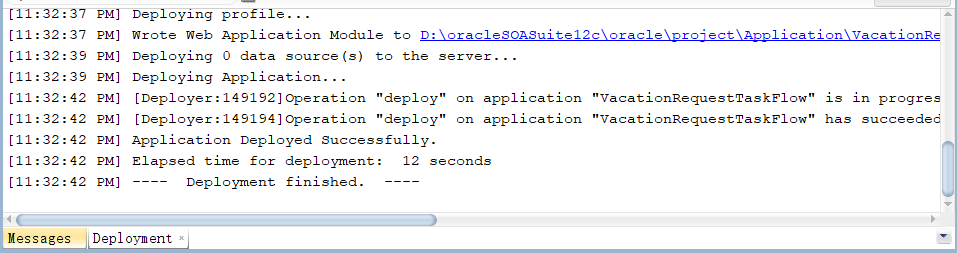 [11:32:37 PM] Deploying profile...
[11:32:37 PM] Wrote Web Application Module to D:\oracleSOASuite12c\oracle\project\Application\VacationRe
[11:32:39 PM] Deploying 0 data source(s) to the server...
[11:32:39 PM] Deploying Application...
[11:32:42 PM] [Deployer:149192]Operation "deploy" on application "VacationRequestTaskFlow" is in progres
[11:32:42 PM] [Deployer:149194]Operation "deploy" on application "VacationRequestTaskFlow" has succeeded
[11:32:42 PM] Application Deployed Successfully.
[11:32:42 PM] Elapsed time for deployment:  12 seconds
[11:32:42 PM] ----  Deployment finished.  ----
Messages Deployment ×